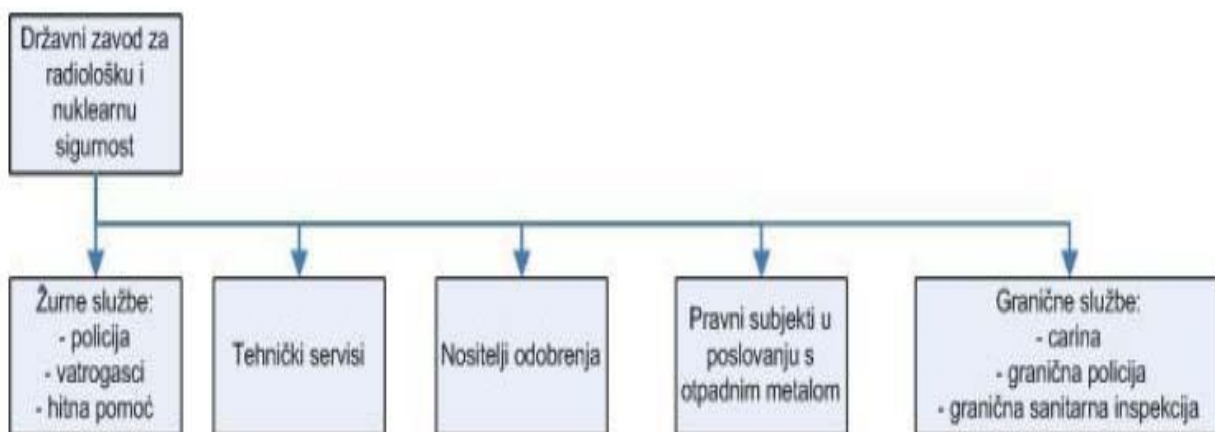 Državni zavod za
radiološku i
nuklearnu
sigurnost
Žurne službe:
- policija
- vatrogasci
- hitna pomoć
Tehnički servisi
Nositelji odobrenja
Pravni subjekti u
poslovanju s
otpadnim metalom
Granične službe:
- carina
- granična policija
- granična sanitarna inspekcija